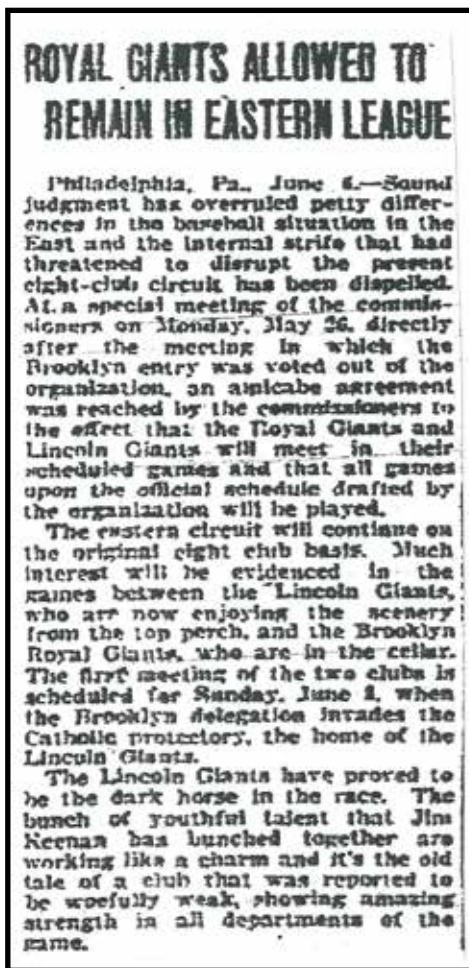 ROYAL GIANTS ALLOWED TO
REMAIN IN EASTERN LEAGUE
Philadelphia, Pa., June 6.—Sound
judgment has overruled petty differ-
ences in the baseball situation in the
East and the internal strife that had
threatened to disrupt the present
eight-club circuit has been dispelled.
At a special meeting of the commis-
sioners on Monday, May 26, directly
after the meeting in which the
Brooklyn entry was voted out of the
organization, an amicabe agreement
was reached by the commissioners to
the effect that the Royal Giants and
Lincoln Giants will meet in their
scheduled games and that all games
upon the official schedule drafted by
the organization will be played.
The eastern circuit will continue on
the original eight club basis. Much
interest will be evidenced in the
games between the Lincoln Giants,
who are now enjoying the scenery
from the top perch, and the Brooklyn
Royal Giants, who are in the cellar.
The first meeting of the two clubs is
scheduled for Sunday, June when
the Brooklyn delegation invades the
Catholic protectory, the home of the
Lincoln Giants.
The Lincoln Giants have proved to
be the dark horse in the race. The
bunch of youthful talent that Jim
Keenan has bunched together are
working like a charm and it's the old
tale of a club that was reported to
be woefully weak, showing amazing
strength in all departments of the
game.